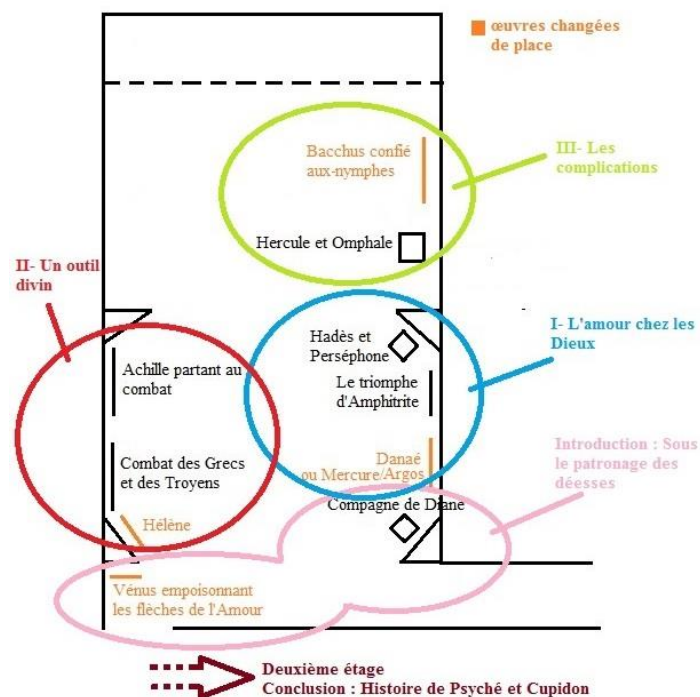 œuvres changées
de place
Bacchus confié
aux-nymphes
III- Les
complications
Hercule et Omphale
II- Un outil
divin
Hadès et
Perséphone
I- L'amour chez les
Dieux
Achille partant au
combat
Le triomphe
d'Amphitrite
Danaé
ou Mercure/Argos
Introduction : Sous
le patronage des
déesses
Combat des Grecs
et des Troyens
Compagne de Diane
Hélène
Vénus empoisonnant
les flèches de l'Amour
Deuxième étage
Conclusion : Histoire de Psyché et Cupidon